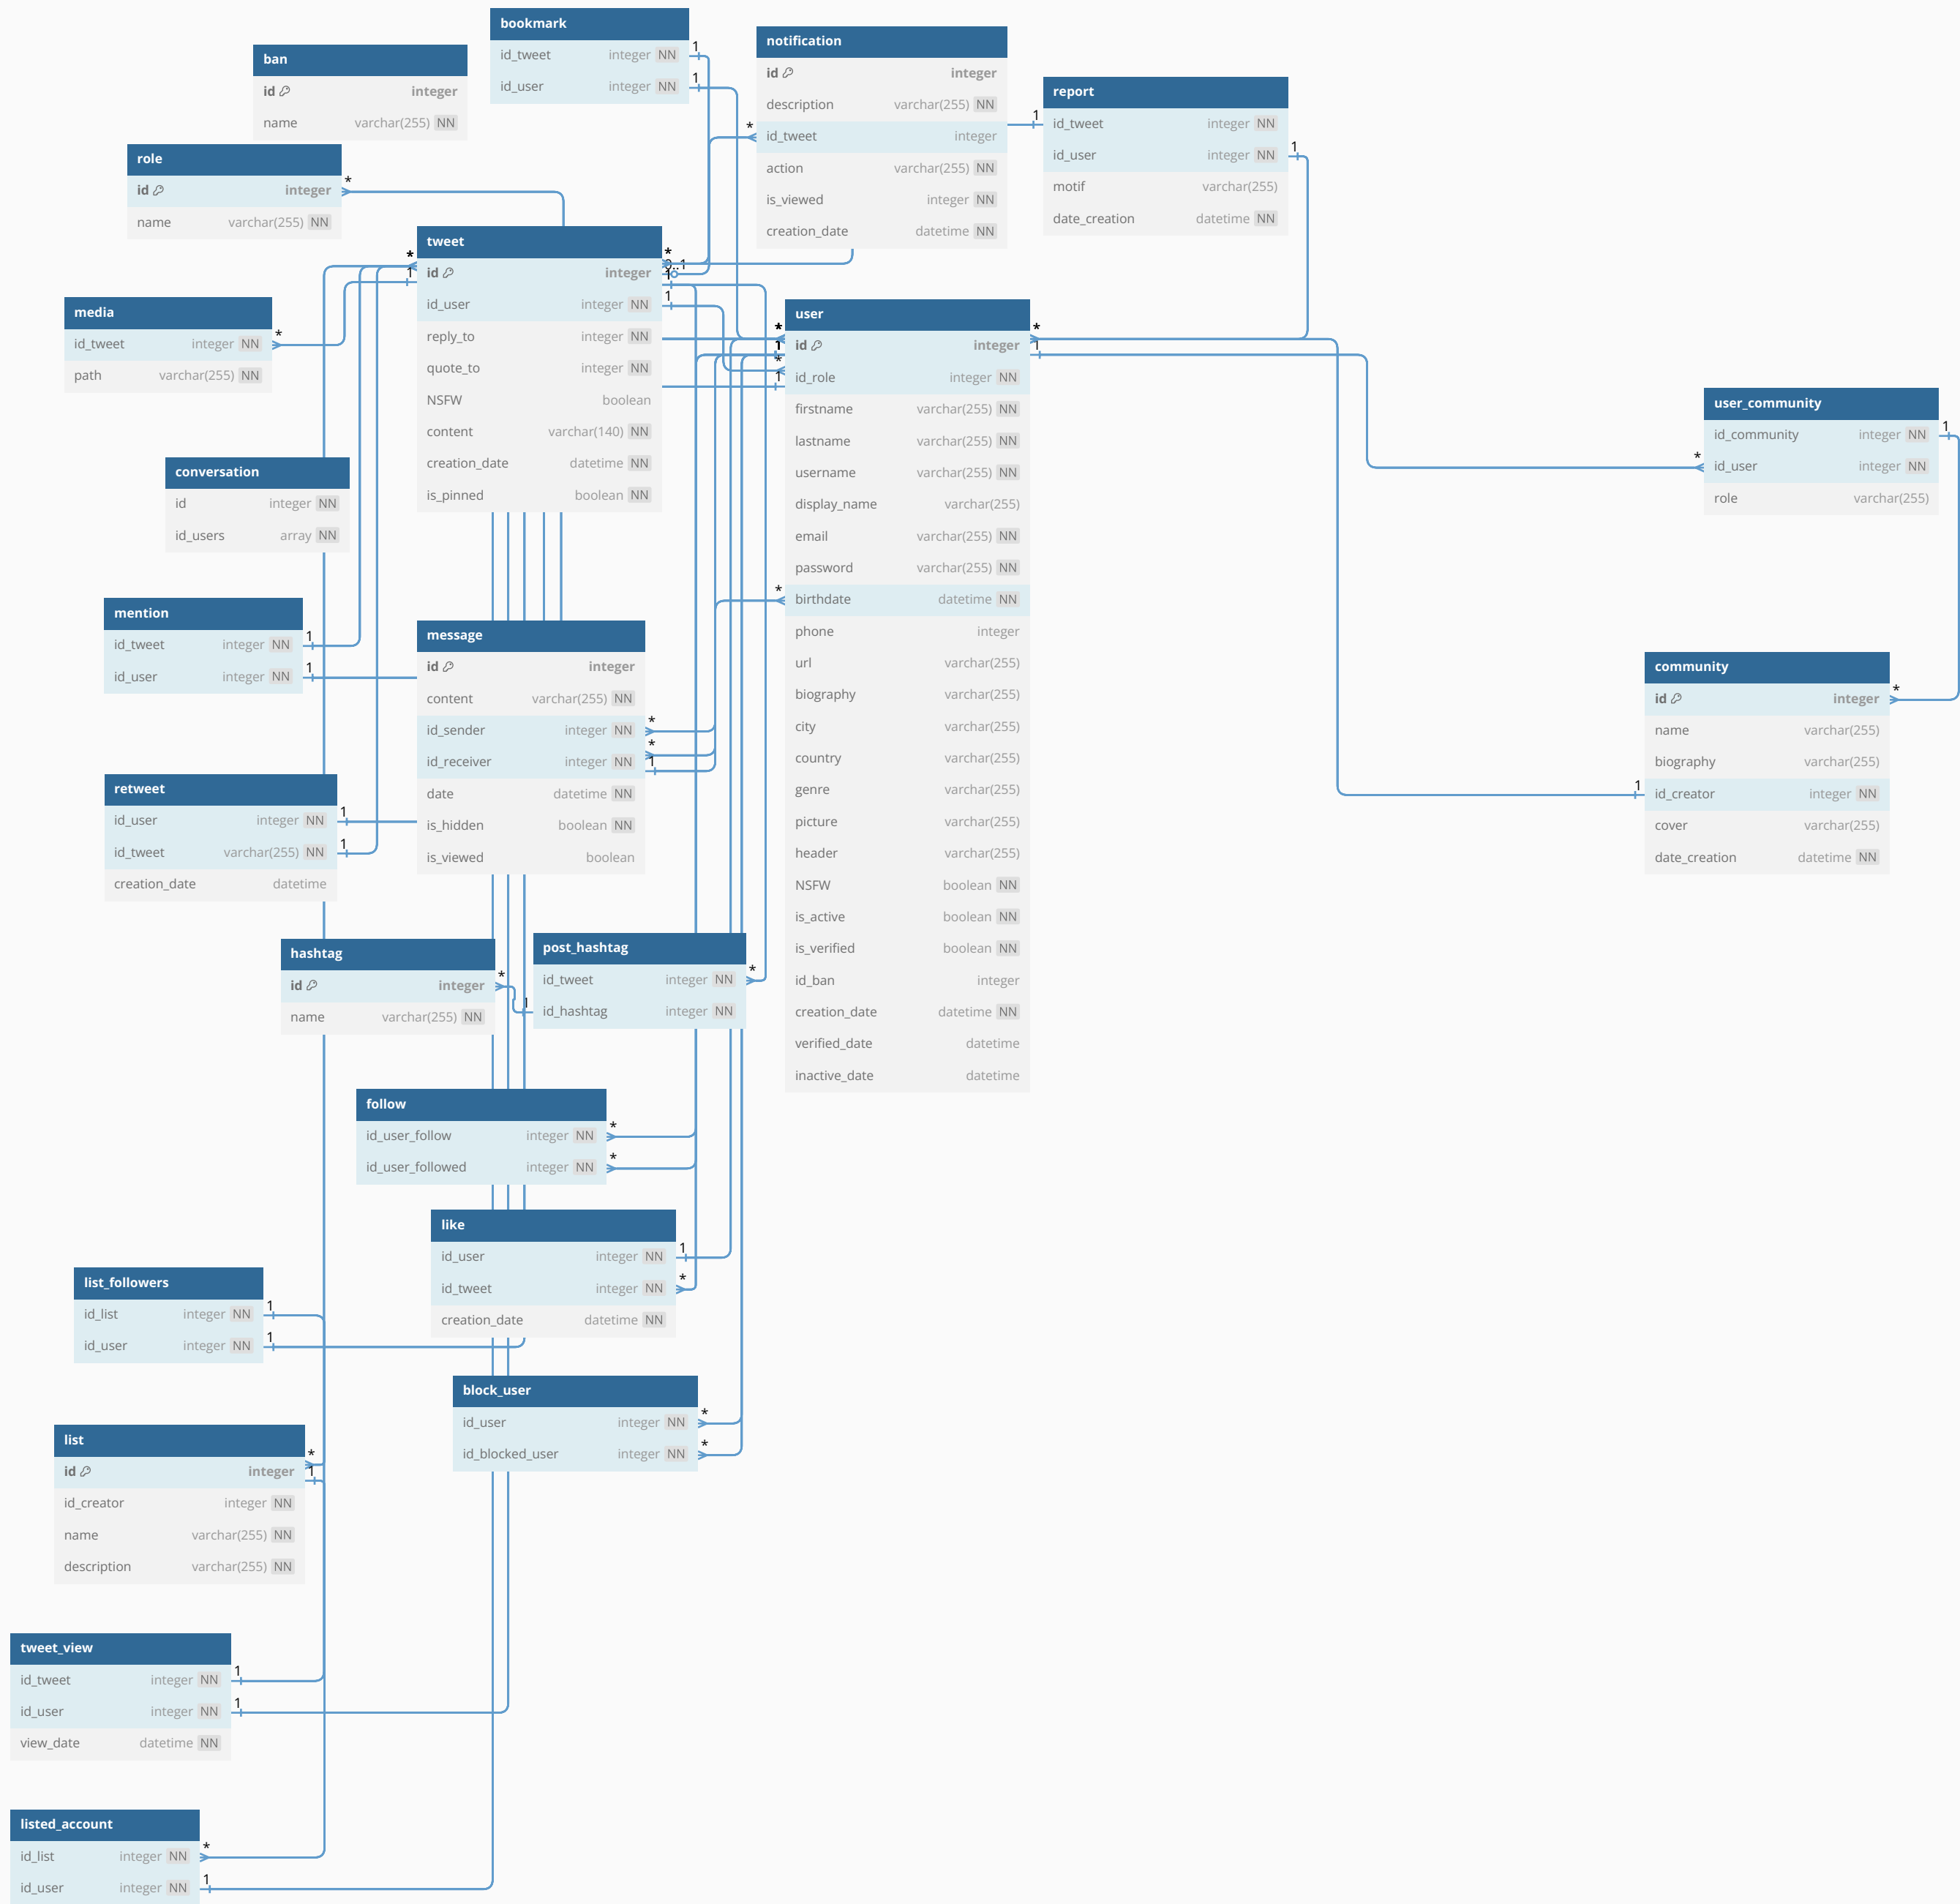 bookmark
id_tweet integer NN
id_user integer NN
notification
id integer
description varchar(255) NN
id_tweet integer
action varchar(255) NN
is_viewed integer NN
creation_date datetime NN
ban
id integer
name varchar(255) NN
report
id_tweet integer NN
id_user integer NN
motif varchar(255)
date_creation datetime NN
role
id integer
name varchar(255) NN
tweet
id integer
id_user integer NN
reply_to integer NN
quote_to integer NN
NSFW boolean
content varchar(140) NN
creation_date datetime NN
is_pinned boolean NN
media
id_tweet integer NN
path varchar(255) NN
user
id integer
id_role integer NN
firstname varchar(255) NN
lastname varchar(255) NN
username varchar(255) NN
display_name varchar(255)
email varchar(255) NN
password varchar(255) NN
birthdate datetime NN
phone integer
url varchar(255)
biography varchar(255)
city varchar(255)
country varchar(255)
genre varchar(255)
picture varchar(255)
header varchar(255)
NSFW boolean NN
is_active boolean NN
is_verified boolean NN
id_ban integer
creation_date datetime NN
verified_date datetime
inactive_date datetime
user_community
id_community integer NN
id_user integer NN
role varchar(255)
conversation
id integer NN
id_users array NN
mention
id_tweet integer NN
id_user integer NN
message
id integer
content varchar(255) NN
id_sender integer NN
id_receiver integer NN
date datetime NN
is_hidden boolean NN
is_viewed boolean
community
id integer
name varchar(255)
biography varchar(255)
id_creator integer NN
cover varchar(255)
date_creation datetime NN
retweet
id_user integer NN
id_tweet varchar(255) NN
creation_date datetime
hashtag
id integer
name varchar(255) NN
post_hashtag
id_tweet integer NN
id_hashtag integer NN
follow
id_user_follow integer NN
id_user_followed integer NN
like
id_user integer NN
id_tweet integer NN
creation_date datetime NN
list_followers
id_list integer NN
id_user integer NN
block_user
id_user integer NN
id_blocked_user integer NN
list
id integer
id_creator integer NN
name varchar(255) NN
description varchar(255) NN
tweet_view
id_tweet integer NN
id_user integer NN
view_date datetime NN
listed_account
id_list integer NN
id_user integer NN